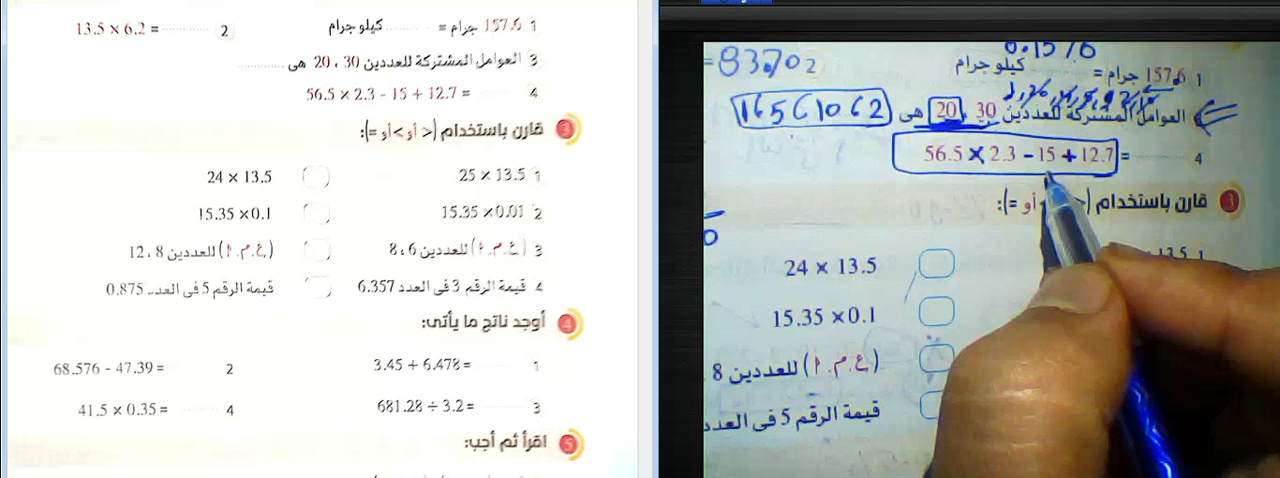 1 157.6 جرام = .......... كيلو جرام
2 13.5 × 6.2 = ..........
3 العوامل المشتركة للعددين 30 ، 20 هى ..........
4 56.5 × 2.3 - 15 + 12.7 = ..........
3 قارن باستخدام (< أو > أو =):
1 25 × 13.5 24 × 13.5
2 15.35 ×0.01 15.35 ×0.1
3 (ع.م.أ) للعددين 6، 8 (ع.م.أ) للعددين 8، 12
4 قيمة الرقم 3 فى العدد 6.357 قيمة الرقم 5 فى العدد 0.875
4 أوجد ناتج ما يأتى:
1 3.45 + 6.478 = ..........
2 68.576 - 47.39 = ..........
3 681.28 ÷ 3.2 = ..........
4 41.5 × 0.35 = ..........
5 اقرأ ثم أجب:
0.1576
1 157.6 جرام = كيلو جرام
2 83.70 =
العوامل المشتركة للعددين 30 ، 20 هى
4 56.5 × 2.3 - 15 + 12.7 = ..........
3 قارن باستخدام أو =):
13.5 1
24 × 13.5
15.35 ×0.1
(ع.م.أ) للعددين 8
قيمة الرقم 5 فى العدد